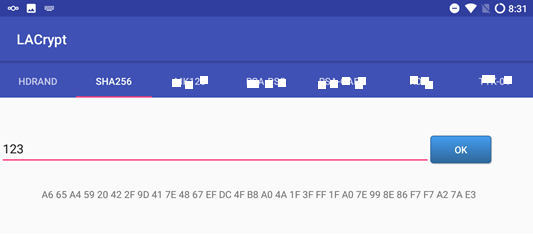 8:31
LACrypt
HDRAND SHA256
123
OK
A6 65 A4 59 20 42 2F 9D 41 7E 48 67 EF DC 4F B8 A0 4A 1F 3F FF 1F A0 7E 99 8E 86 F7 F7 A2 7A E3